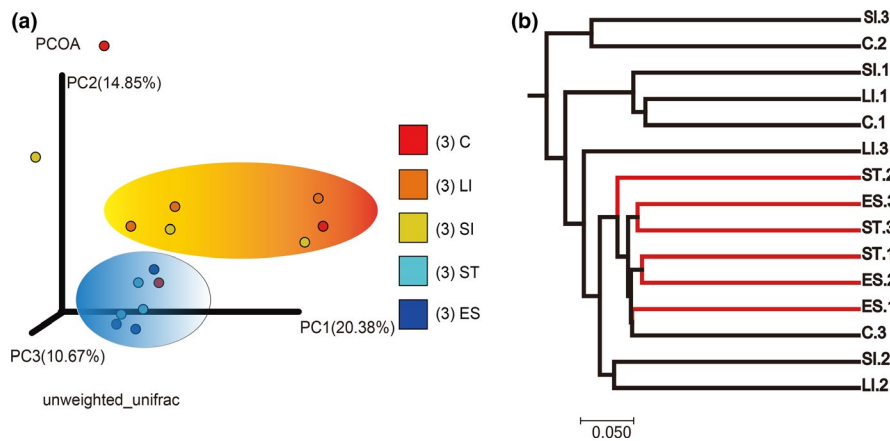 (a)
PCOA
PC2(14.85%)
(3) C
(3) LI
(3) SI
(3) ST
(3) ES
PC1(20.38%)
PC3(10.67%)
unweighted_unifrac
(b)
SI.3
C.2
SI.1
LI.1
C.1
LI.3
ST.2
ES.3
ST.3
ST.1
ES.2
ES.1
C.3
SI.2
LI.2
0.050